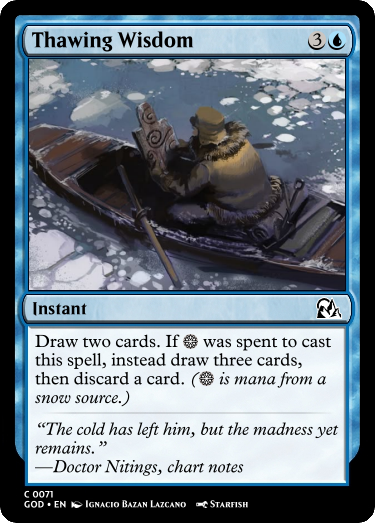 Thawing Wisdom 3
Instant
Draw two cards. If was spent to cast
this spell, instead draw three cards,
then discard a card. ( is mana from a
snow source.)
“The cold has left him, but the madness yet
remains.”
—Doctor Nitings, chart notes
C 0071
GOD • EN Ignacio Bazan Lazcano Starfish